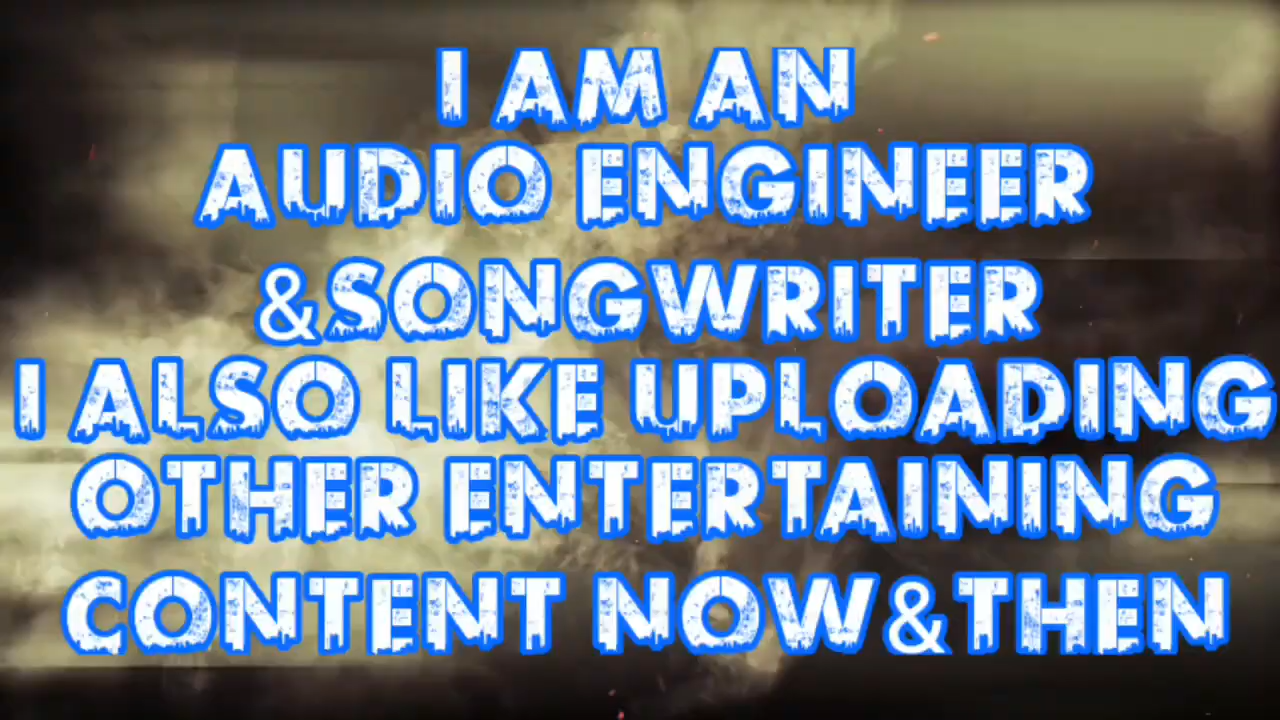 I AM AN
AUDIO ENGINEER
&SONGWRITER
I ALSO LIKE UPLOADING
OTHER ENTERTAINING
CONTENT NOW&THEN